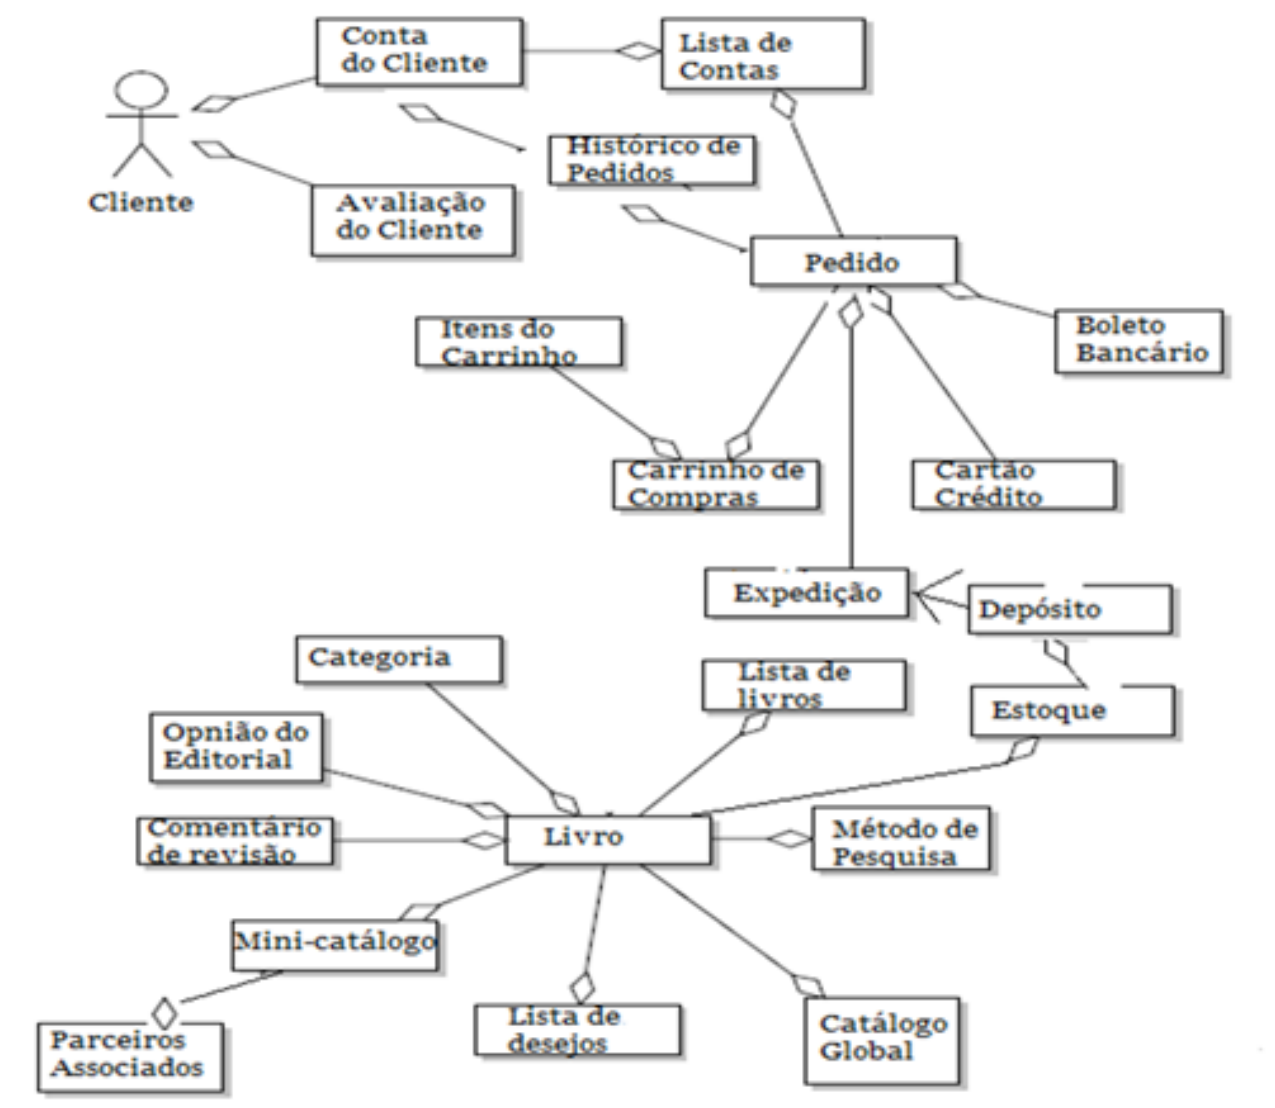 Conta
do Cliente
Lista de
Contas
Cliente
Histórico de
Pedidos
Avaliação
do Cliente
Pedido
Itens do
Carrinho
Boleto
Bancário
Carrinho de
Compras
Cartão
Crédito
Expedição
Depósito
Categoria
Lista de
livros
Estoque
Opnião do
Editorial
Comentário
de revisão
Livro
Método de
Pesquisa
Mini-catálogo
Lista de
desejos
Catálogo
Global
Parceiros
Associados